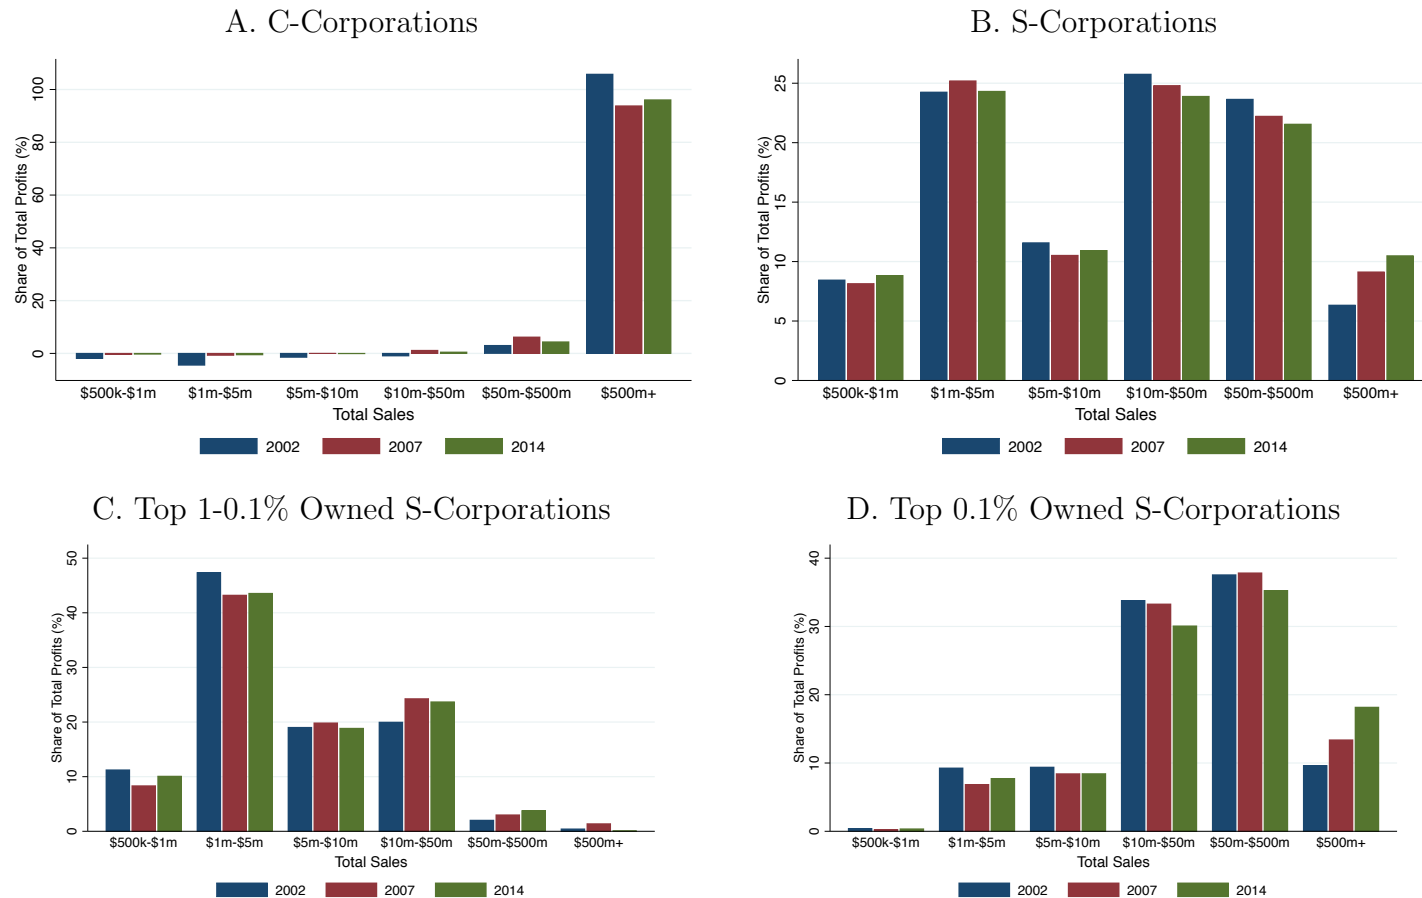 A. C-Corporations
Share of Total Profits (%)
100
80
60
40
20
0
$500k-$1m $1m-$5m $5m-$10m $10m-$50m $50m-$500m $500m+
Total Sales
2002 2007 2014
B. S-Corporations
Share of Total Profits (%)
25
20
15
10
5
0
$500k-$1m $1m-$5m $5m-$10m $10m-$50m $50m-$500m $500m+
Total Sales
2002 2007 2014
C. Top 1-0.1% Owned S-Corporations
Share of Total Profits (%)
50
40
30
20
10
0
$500k-$1m $1m-$5m $5m-$10m $10m-$50m $50m-$500m $500m+
Total Sales
2002 2007 2014
D. Top 0.1% Owned S-Corporations
Share of Total Profits (%)
40
30
20
10
0
$500k-$1m $1m-$5m $5m-$10m $10m-$50m $50m-$500m $500m+
Total Sales
2002 2007 2014